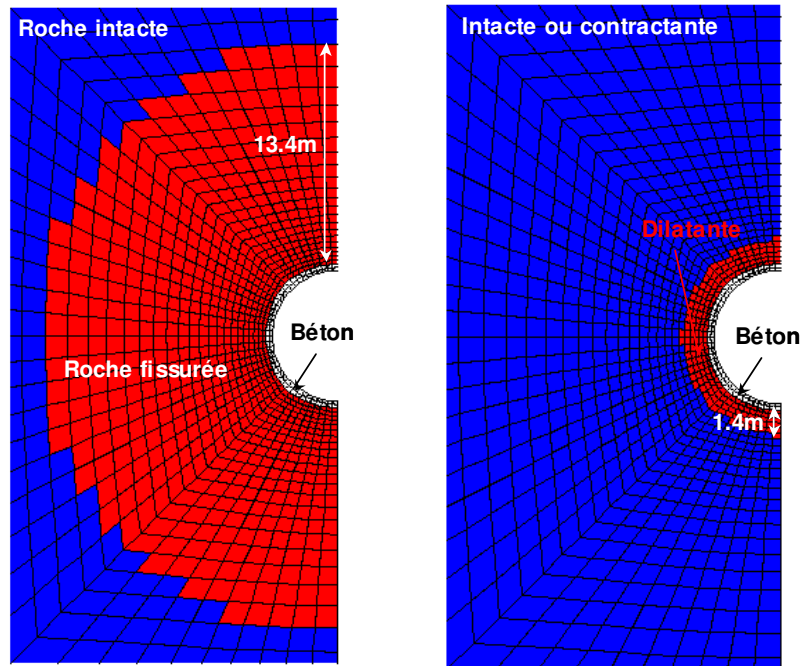 Roche intacte
13.4m
Béton
Roche fissurée
Intacte ou contractante
Dilatante
Béton
1.4m